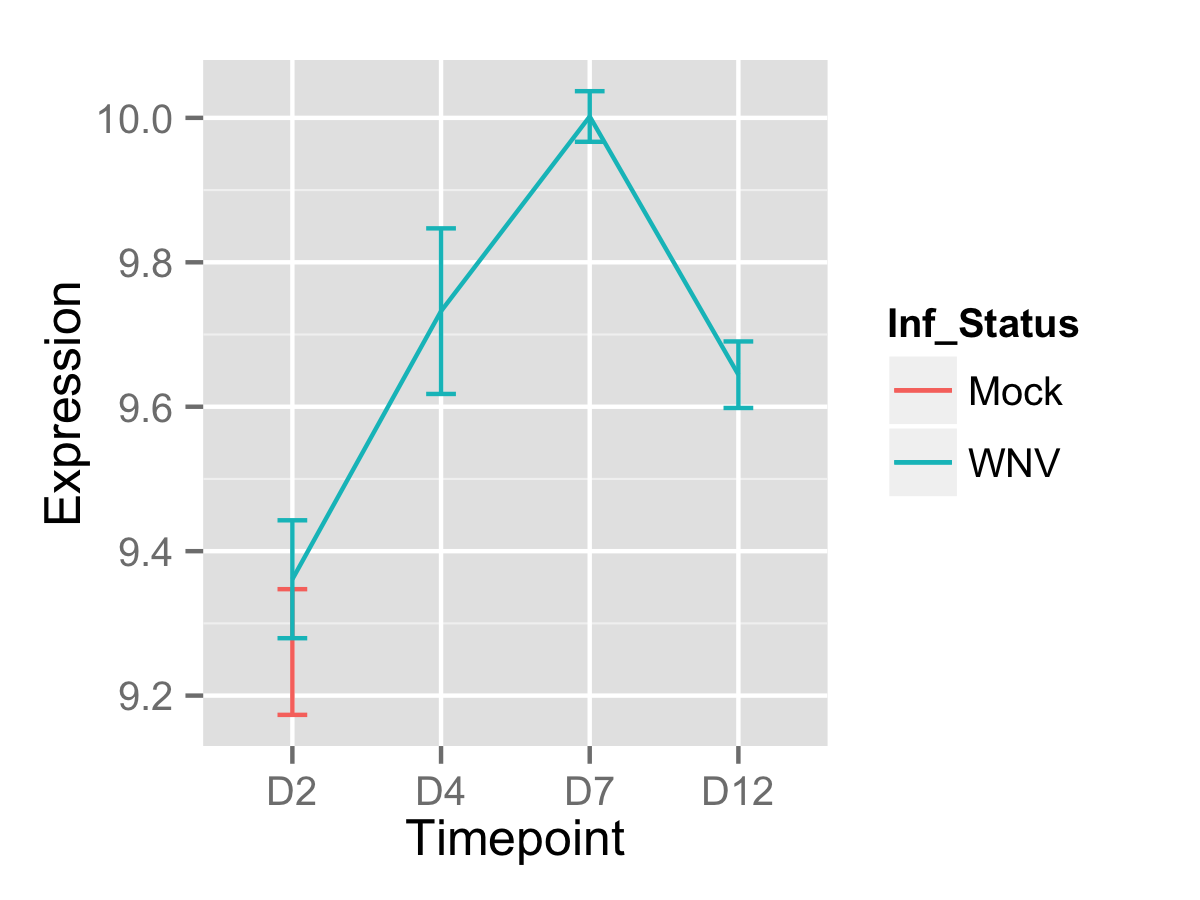 10.0
9.8
9.6
9.4
9.2
Expression
D2 D4 D7 D12
Timepoint
Inf_Status
Mock
WNV